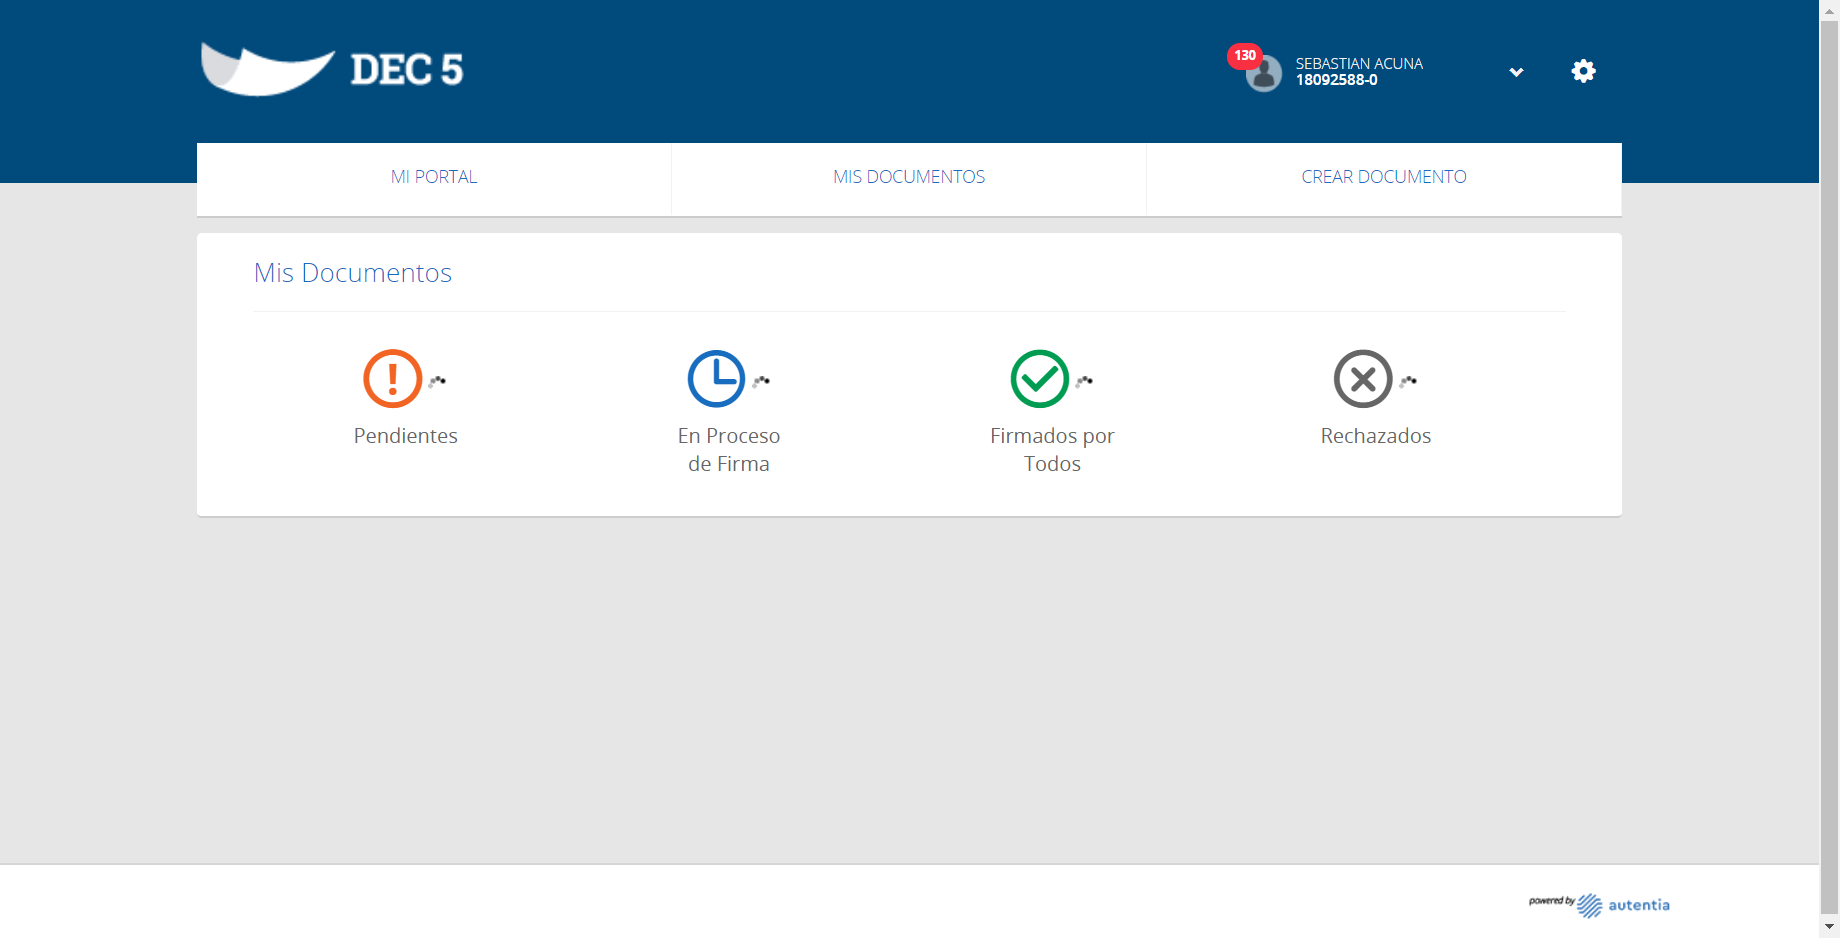 DEC 5
130
SEBASTIAN ACUNA
18092588-0
MI PORTAL
MIS DOCUMENTOS
CREAR DOCUMENTO
Mis Documentos
Pendientes
En Proceso
de Firma
Firmados por
Todos
Rechazados
powered by autentia